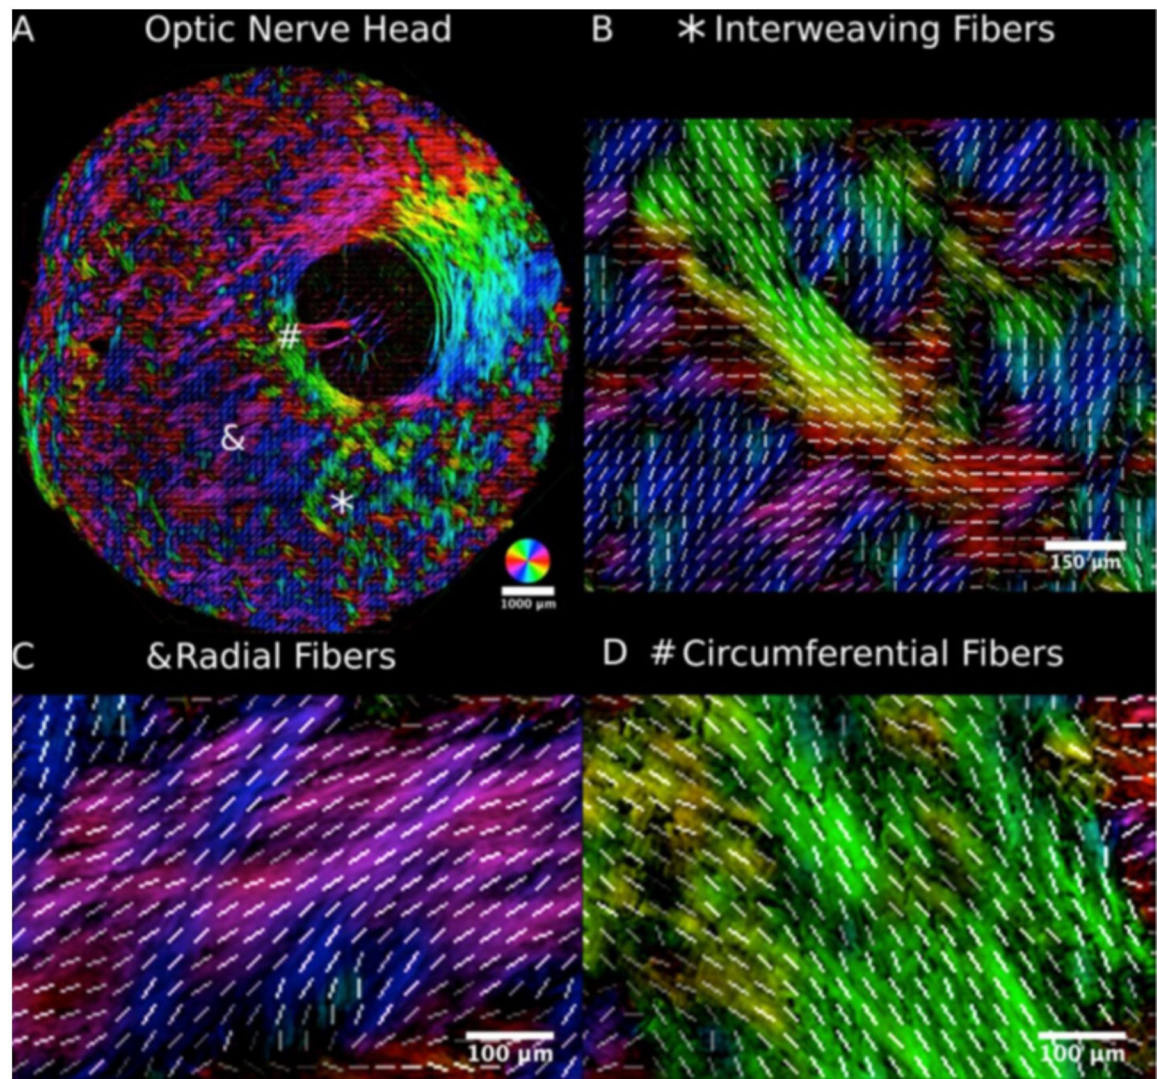 A Optic Nerve Head
B * Interweaving Fibers
#
&
*
1000 µm
150 µm
C &Radial Fibers
D # Circumferential Fibers
100 µm
100 µm